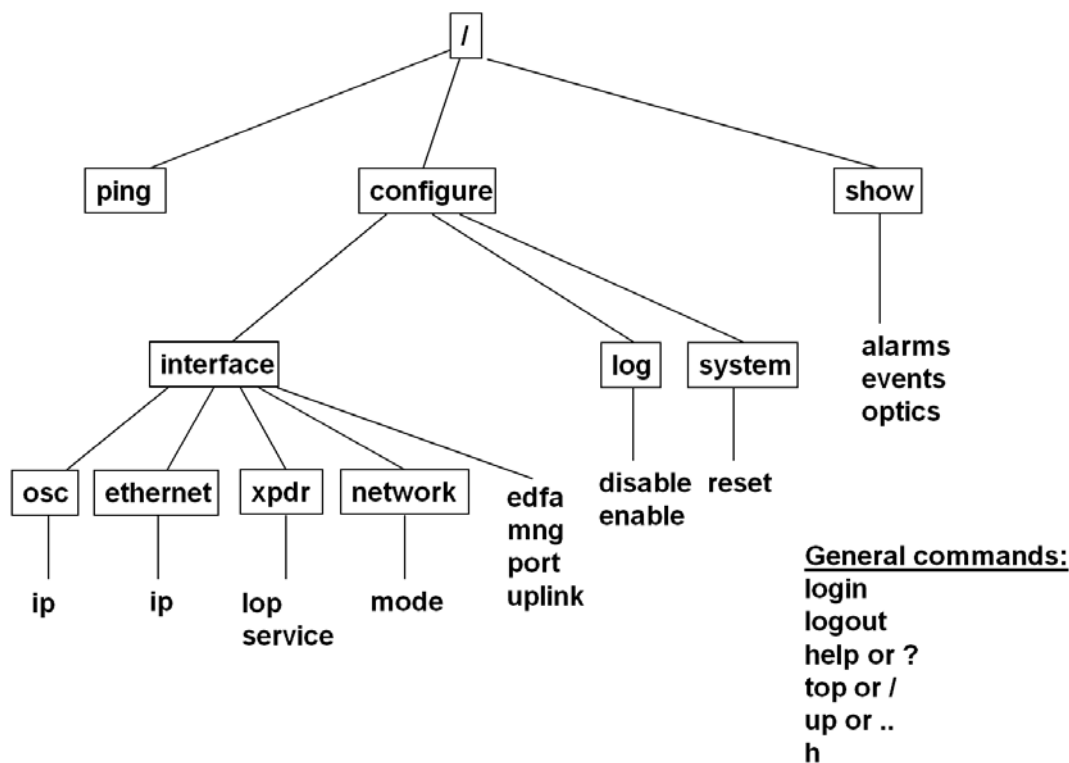 /
ping
configure
show
interface
log
system
alarms
events
optics
osc
ethernet
xpdr
network
edfa
mng
port
uplink
disable
enable
reset
ip
ip
lop
service
mode
General commands:
login
logout
help or ?
top or /
up or ..
h